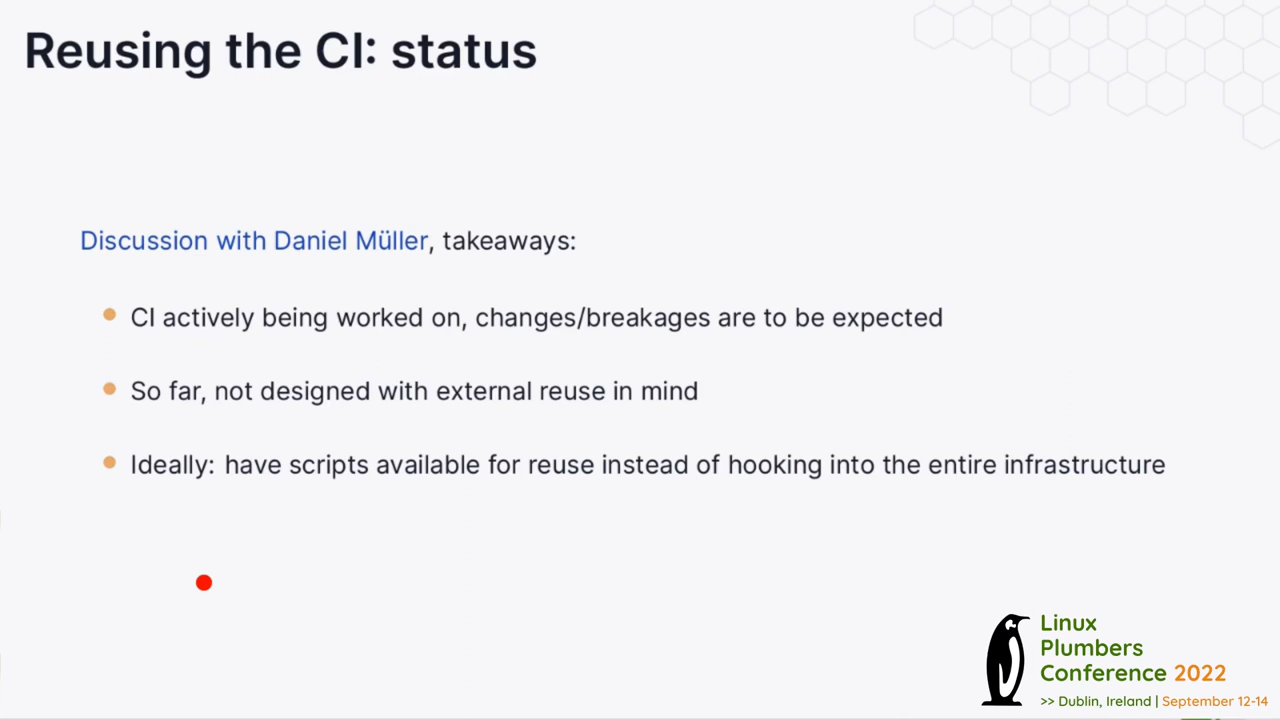 Reusing the CI: status
Discussion with Daniel Müller, takeaways:
CI actively being worked on, changes/breakages are to be expected
So far, not designed with external reuse in mind
Ideally: have scripts available for reuse instead of hooking into the entire infrastructure
Linux
Plumbers
Conference 2022
>> Dublin, Ireland | September 12-14